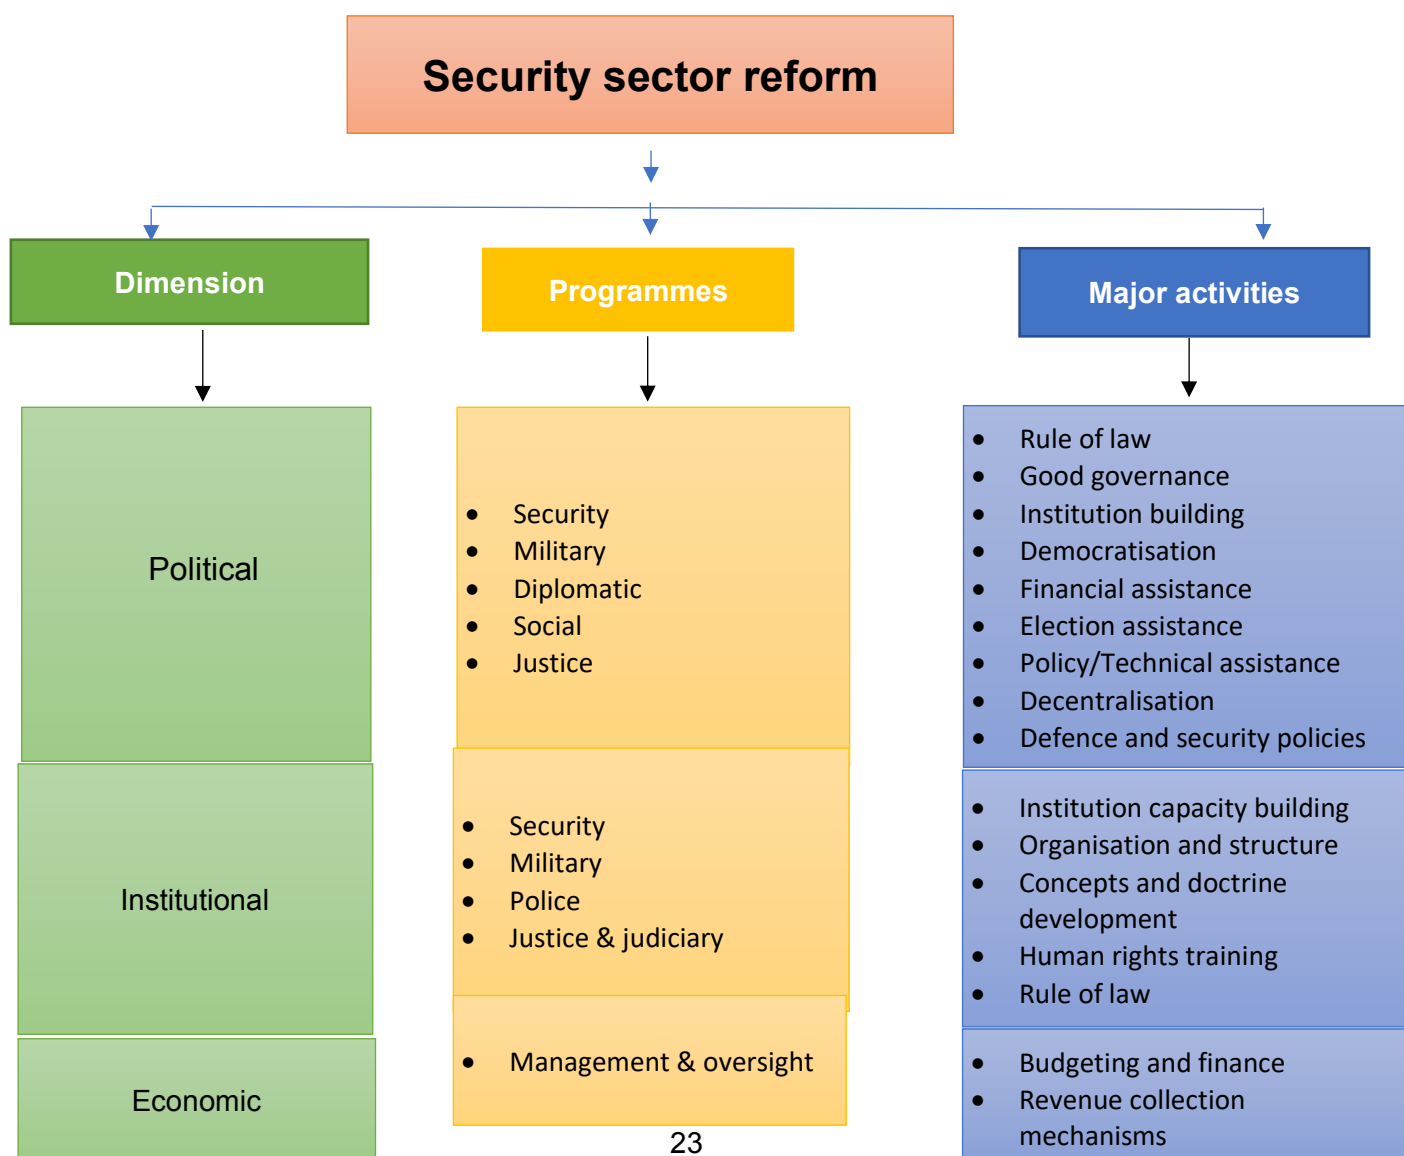 Security sector reform
Dimension
Programmes
Major activities
Political
• Security
• Military
• Diplomatic
• Social
• Justice
• Rule of law
• Good governance
• Institution building
• Democratisation
• Financial assistance
• Election assistance
• Policy/Technical assistance
• Decentralisation
• Defence and security policies
Institutional
• Security
• Military
• Police
• Justice & judiciary
• Institution capacity building
• Organisation and structure
• Concepts and doctrine
development
• Human rights training
• Rule of law
Economic
• Management & oversight
• Budgeting and finance
• Revenue collection
mechanisms
23